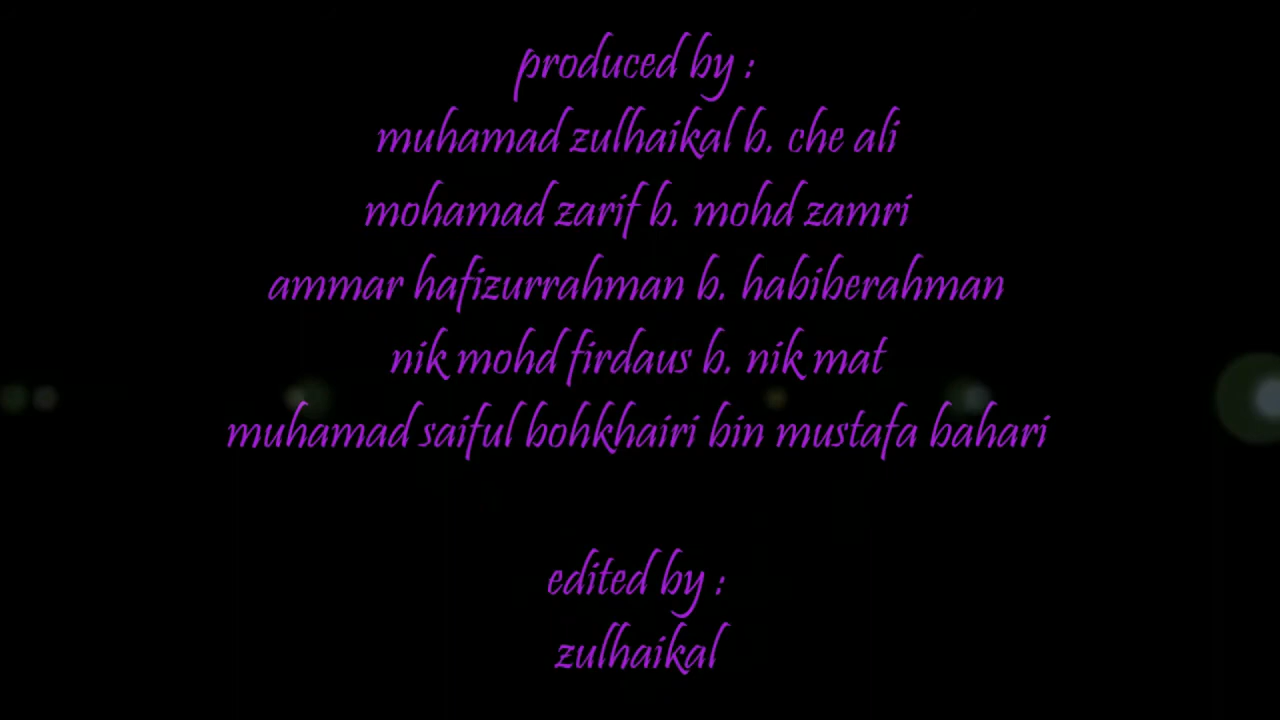 produced by :
muhamad zulhaikal b. che ali
mohamad zarif b. mohd zamri
ammar hafizurrahman b. habiberahman
nik mohd firdaus b. nik mat
muhamad saiful bohkhairi bin mustafa bahari
edited by :
zulhaikal